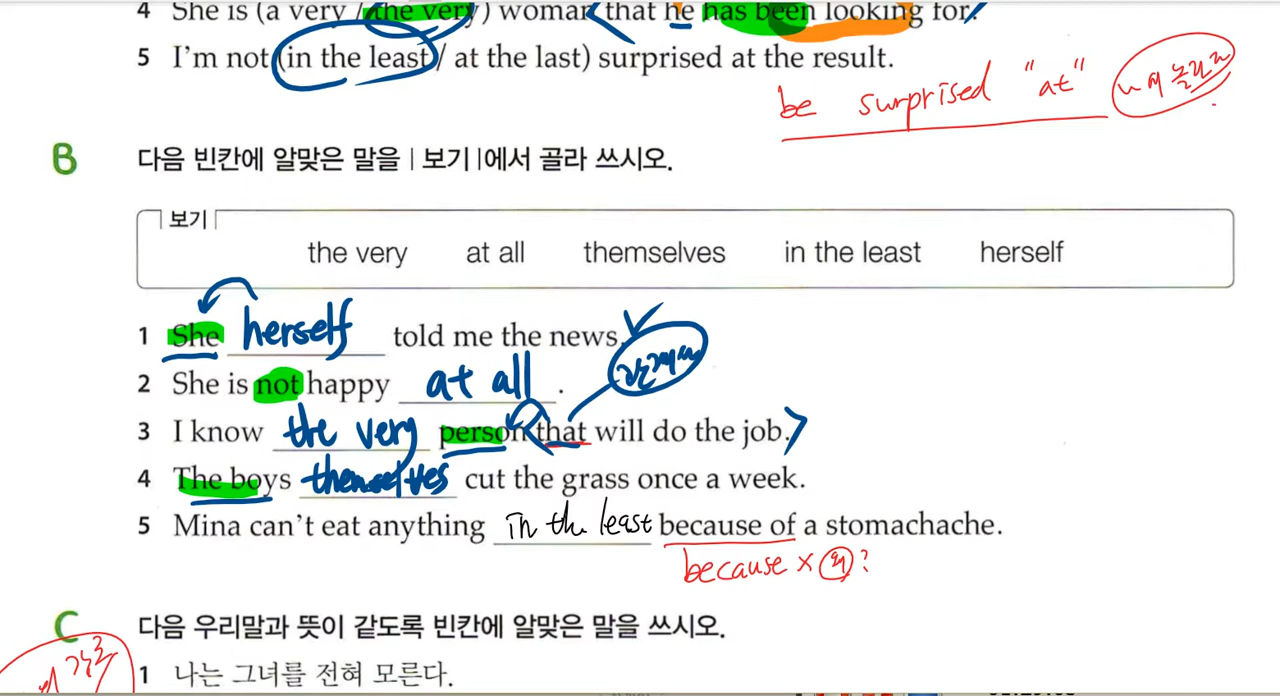 4 She is (a very / the very) woman that he has been looking for.
5 I'm not (in the least / at the last) surprised at the result.
be surprised "at" ~에 놀라다
B 다음 빈칸에 알맞은 말을 | 보기 |에서 골라 쓰시오.
| 보기 |
the very at all themselves in the least herself
1 She herself told me the news.
2 She is not happy at all.
3 I know the very person that will do the job.
4 The boys themselves cut the grass once a week.
5 Mina can't eat anything in the least because of a stomachache.
because × 왜?
C 다음 우리말과 뜻이 같도록 빈칸에 알맞은 말을 쓰시오.
1 나는 그녀를 전혀 모른다.